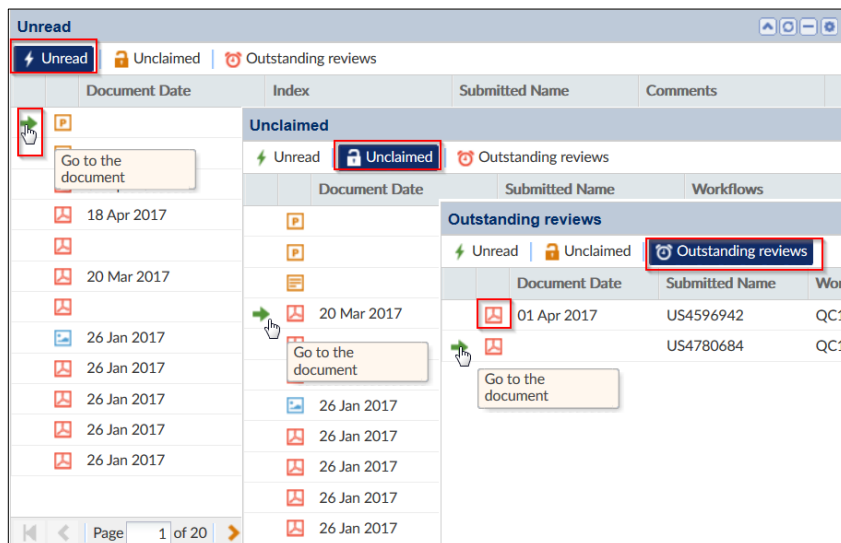 Unread
Unread Unclaimed Outstanding reviews
Document Date Index Submitted Name Comments
P
Go to the
document
18 Apr 2017
20 Mar 2017
26 Jan 2017
26 Jan 2017
26 Jan 2017
26 Jan 2017
26 Jan 2017
Page 1 of 20
Unclaimed
Unread Unclaimed Outstanding reviews
Document Date Submitted Name Workflows
P
P
20 Mar 2017
Go to the
document
26 Jan 2017
26 Jan 2017
26 Jan 2017
26 Jan 2017
26 Jan 2017
Outstanding reviews
Unread Unclaimed Outstanding reviews
Document Date Submitted Name Wor
01 Apr 2017 US4596942 QC1
US4780684 QC1
Go to the
document